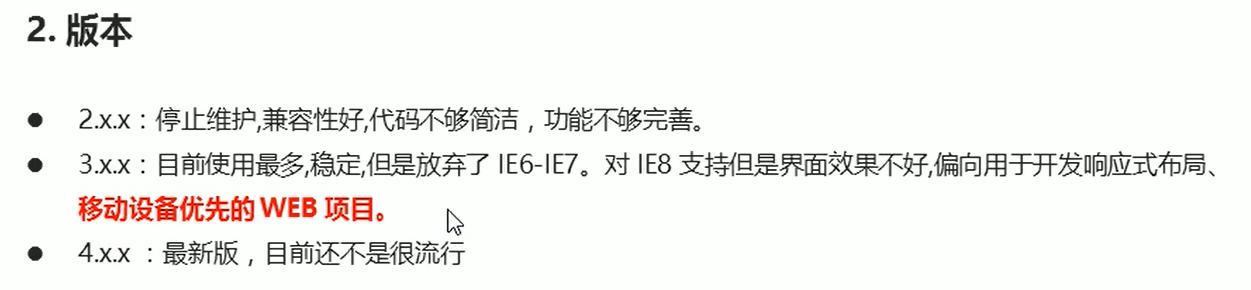 2. 版本
● 2.x.x：停止维护,兼容性好,代码不够简洁，功能不够完善。
● 3.x.x：目前使用最多,稳定,但是放弃了 IE6-IE7。对 IE8 支持但是界面效果不好,偏向用于开发响应式布局、
移动设备优先的 WEB 项目。
● 4.x.x ：最新版，目前还不是很流行